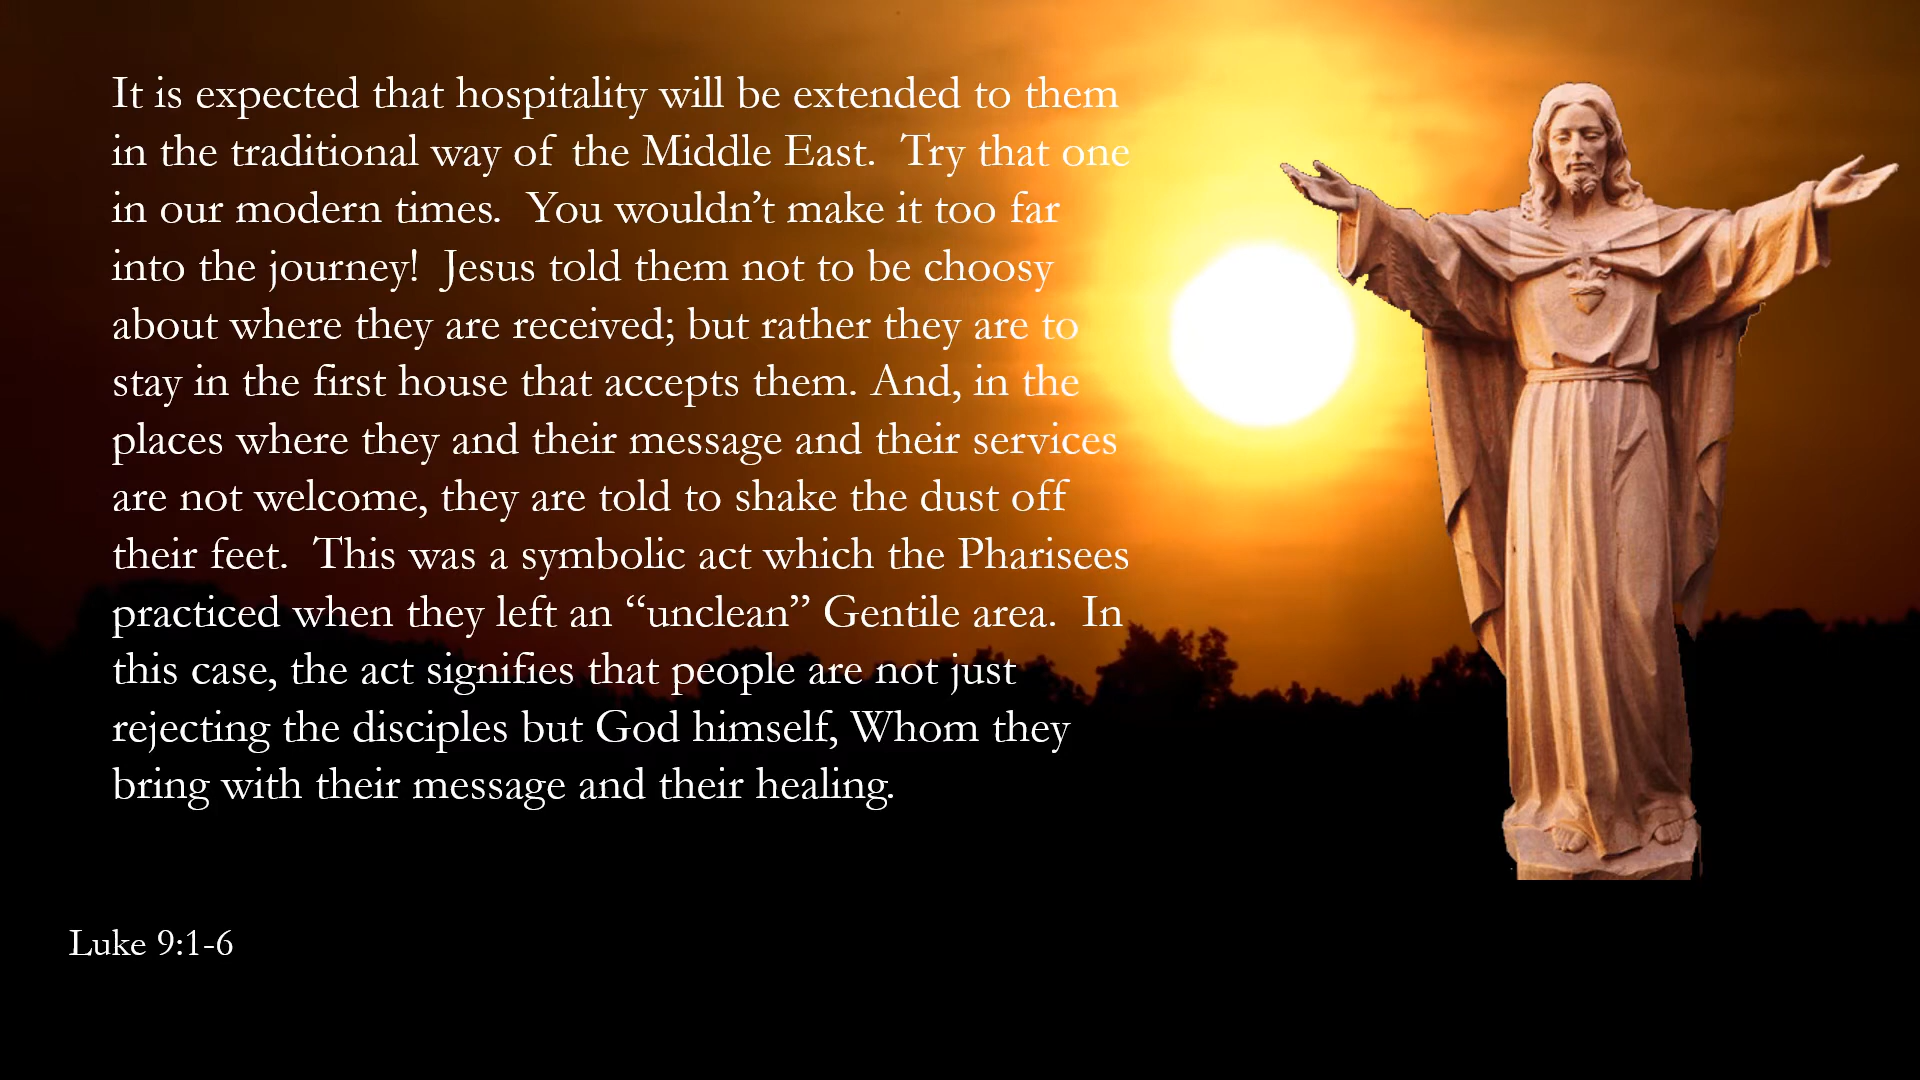 It is expected that hospitality will be extended to them
in the traditional way of the Middle East.  Try that one
in our modern times.  You wouldn’t make it too far
into the journey!  Jesus told them not to be choosy
about where they are received; but rather they are to
stay in the first house that accepts them. And, in the
places where they and their message and their services
are not welcome, they are told to shake the dust off
their feet.  This was a symbolic act which the Pharisees
practiced when they left an “unclean” Gentile area.  In
this case, the act signifies that people are not just
rejecting the disciples but God himself, Whom they
bring with their message and their healing.
Luke 9:1-6